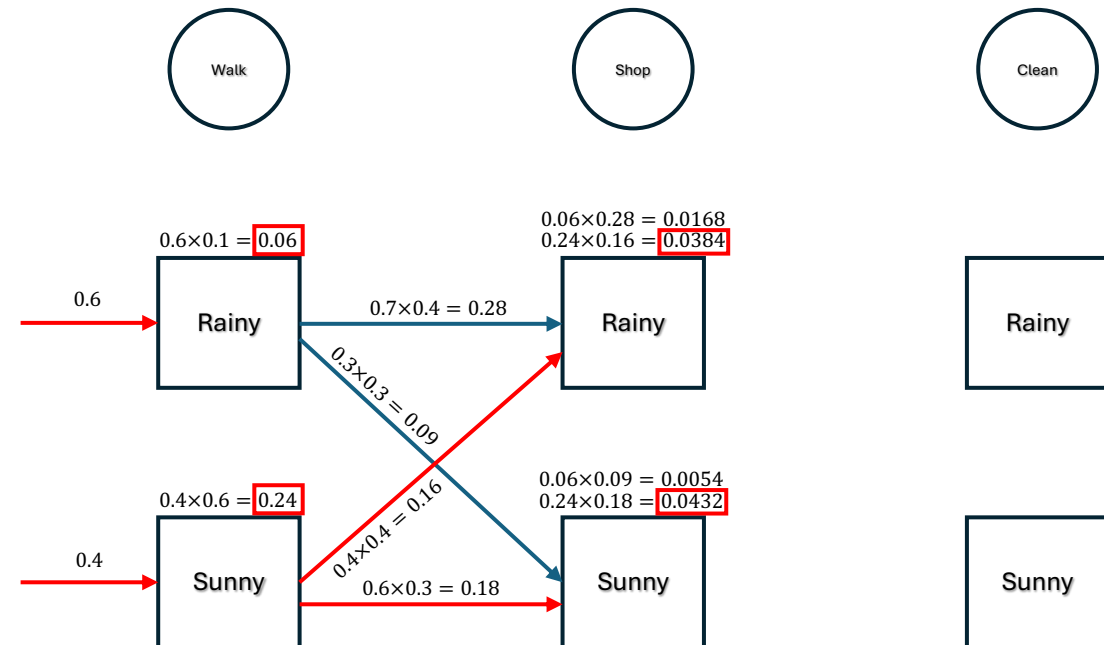 Walk
Shop
Clean
0.06×0.28 = 0.0168
0.6×0.1 = 0.06
0.24×0.16 = 0.0384
0.6
0.7×0.4 = 0.28
Rainy
Rainy
Rainy
0.3×0.3 = 0.09
0.4×0.4 = 0.16
0.06×0.09 = 0.0054
0.4×0.6 = 0.24
0.24×0.18 = 0.0432
0.4
Sunny
0.6×0.3 = 0.18
Sunny
Sunny